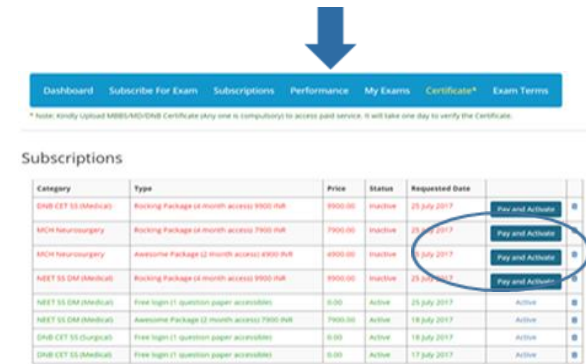 Dashboard Subscribe For Exam Subscriptions Performance My Exams Certificate* Exam Terms
* Note: Kindly Upload MBBS/MD/DNB Certificate (Any one is compulsory) to access paid service. It will take one day to verify the Certificate.
Subscriptions
Category Type Price Status Requested Date
DNB CET SS (Medical) Rocking Package (4 month access) 9900 INR 9900.00 Inactive 25 July 2017 Pay and Activate
MCH Neurosurgery Rocking Package (4 month access) 7900 INR 7900.00 Inactive 25 July 2017 Pay and Activate
MCH Neurosurgery Awesome Package (2 month access) 4900 INR 4900.00 Inactive July 2017 Pay and Activate
NEET SS DM (Medical) Rocking Package (4 month access) 9900 INR 9900.00 Inactive 25 July 2017 Pay and Activate
NEET SS DM (Medical) Free login (1 question paper accessible) 0.00 Active 25 July 2017 Active
NEET SS DM (Medical) Awesome Package (2 month access) 7900 INR 7900.00 Active 18 July 2017 Active
DNB CET SS (Surgical) Free login (1 question paper accessible) 0.00 Active 18 July 2017 Active
DNB CET SS (Medical) Free login (1 question paper accessible) 0.00 Active 17 July 2017 Active